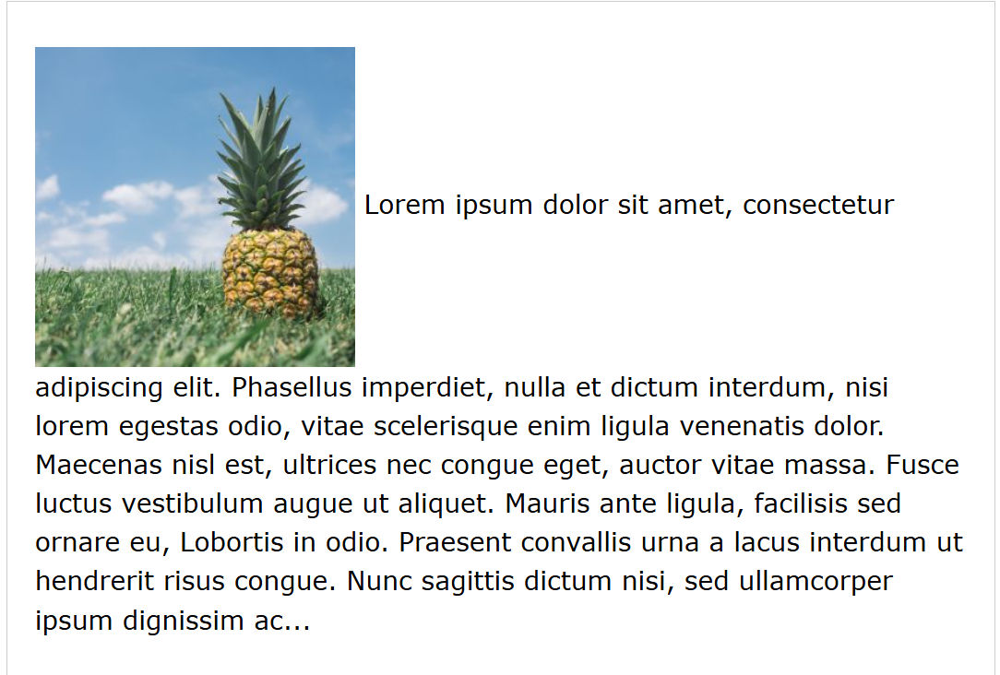 Lorem ipsum dolor sit amet, consectetur
adipiscing elit. Phasellus imperdiet, nulla et dictum interdum, nisi
lorem egestas odio, vitae scelerisque enim ligula venenatis dolor.
Maecenas nisl est, ultrices nec congue eget, auctor vitae massa. Fusce
luctus vestibulum augue ut aliquet. Mauris ante ligula, facilisis sed
ornare eu, Lobortis in odio. Praesent convallis urna a lacus interdum ut
hendrerit risus congue. Nunc sagittis dictum nisi, sed ullamcorper
ipsum dignissim ac...